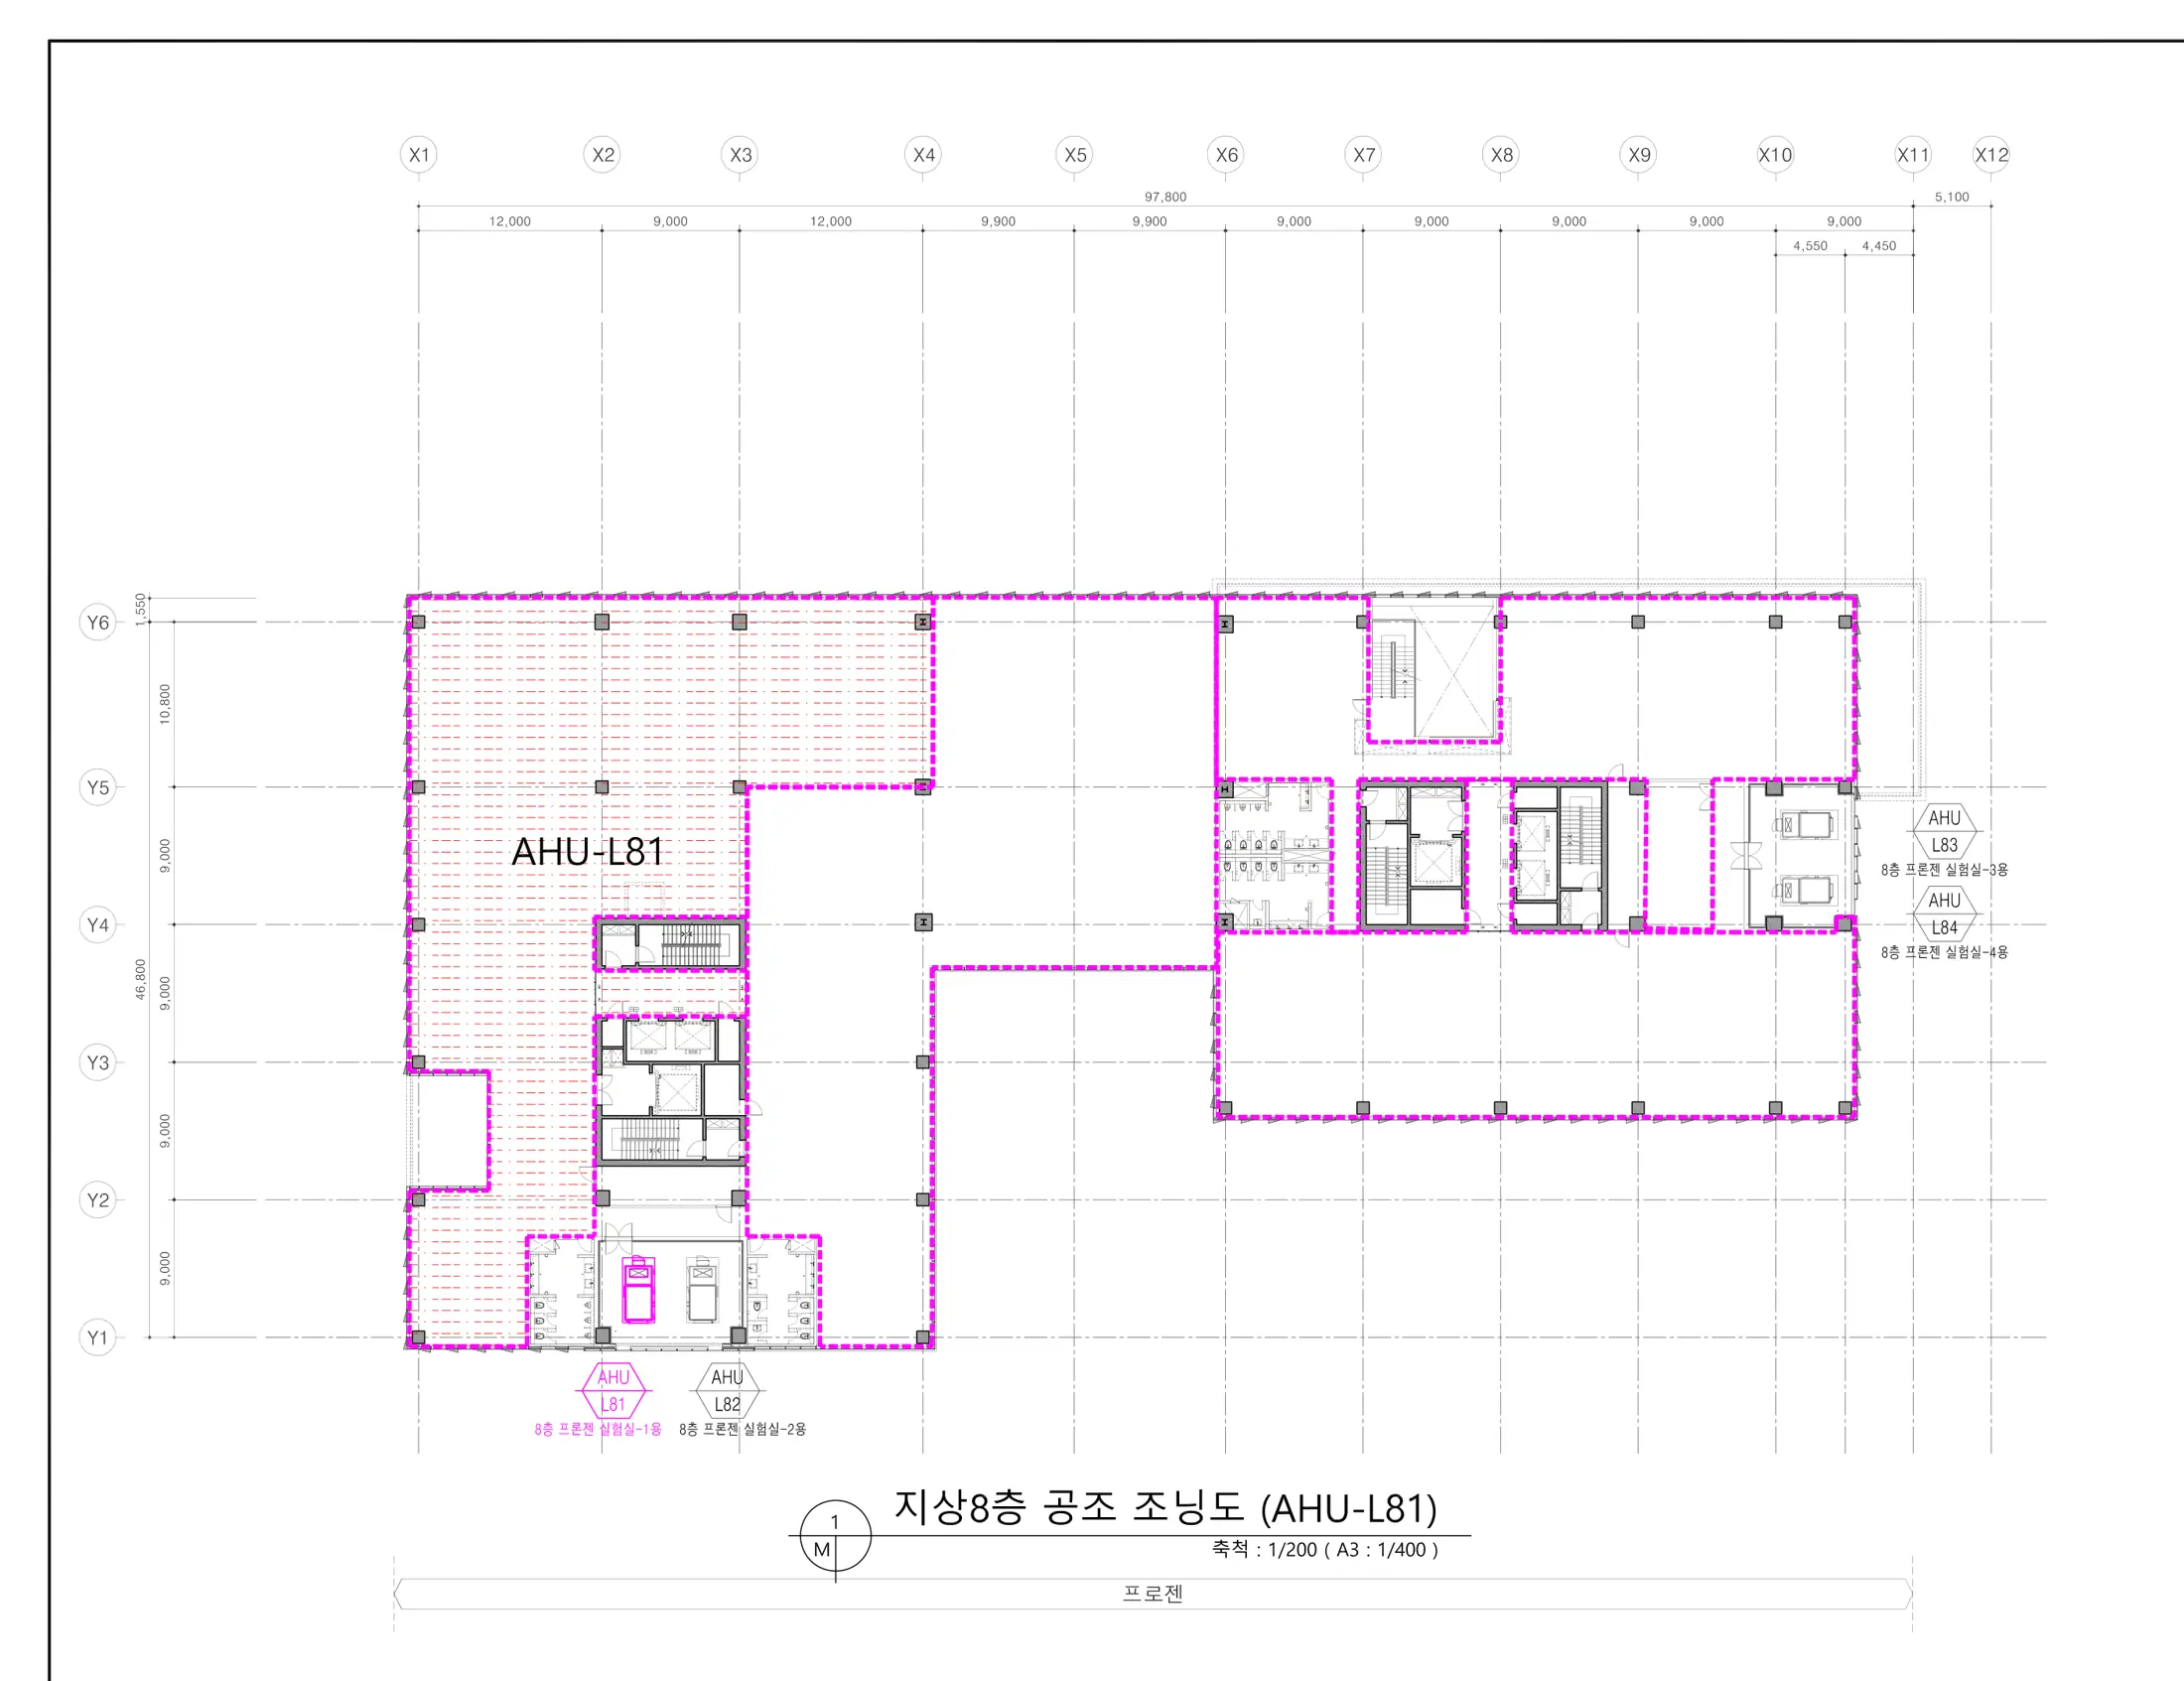 X1 X2 X3 X4 X5 X6 X7 X8 X9 X10 X11 X12
97,800 5,100
12,000 9,000 12,000 9,900 9,900 9,000 9,000 9,000 9,000 9,000
4,550 4,450
Y6
Y5
Y4
Y3
Y2
Y1
1,550
10,800
9,000
46,800
9,000
9,000
9,000
AHU-L81
AHU
L83
8층 프론젠 실험실-3용
AHU
L84
8층 프론젠 실험실-4용
AHU
L81
8층 프론젠 실험실-1용
AHU
L82
8층 프론젠 실험실-2용
1
M
지상8층 공조 조닝도 (AHU-L81)
축척 : 1/200 ( A3 : 1/400 )
프로젠